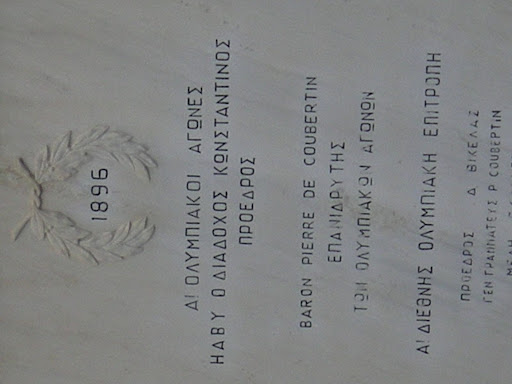 1896
Α! ΟΛΥΜΠΙΑΚΟΙ ΑΓΩΝΕΣ
Η ΑΒΥ Ο ΔΙΑΔΟΧΟΣ ΚΩΝΣΤΑΝΤΙΝΟΣ
ΠΡΟΕΔΡΟΣ
BARON PIERRE DE COUBERTIN
ΕΠΑΝΙΔΡΥΤΗΣ
ΤΩΝ ΟΛΥΜΠΙΑΚΩΝ ΑΓΩΝΩΝ
Α! ΔΙΕΘΝΗΣ ΟΛΥΜΠΙΑΚΗ ΕΠΙΤΡΟΠΗ
ΠΡΟΕΔΡΟΣ Δ ΒΙΚΕΛΑΣ
ΓΕΝ ΓΡΑΜΜΑΤΕΥΣ P COUBERTIN